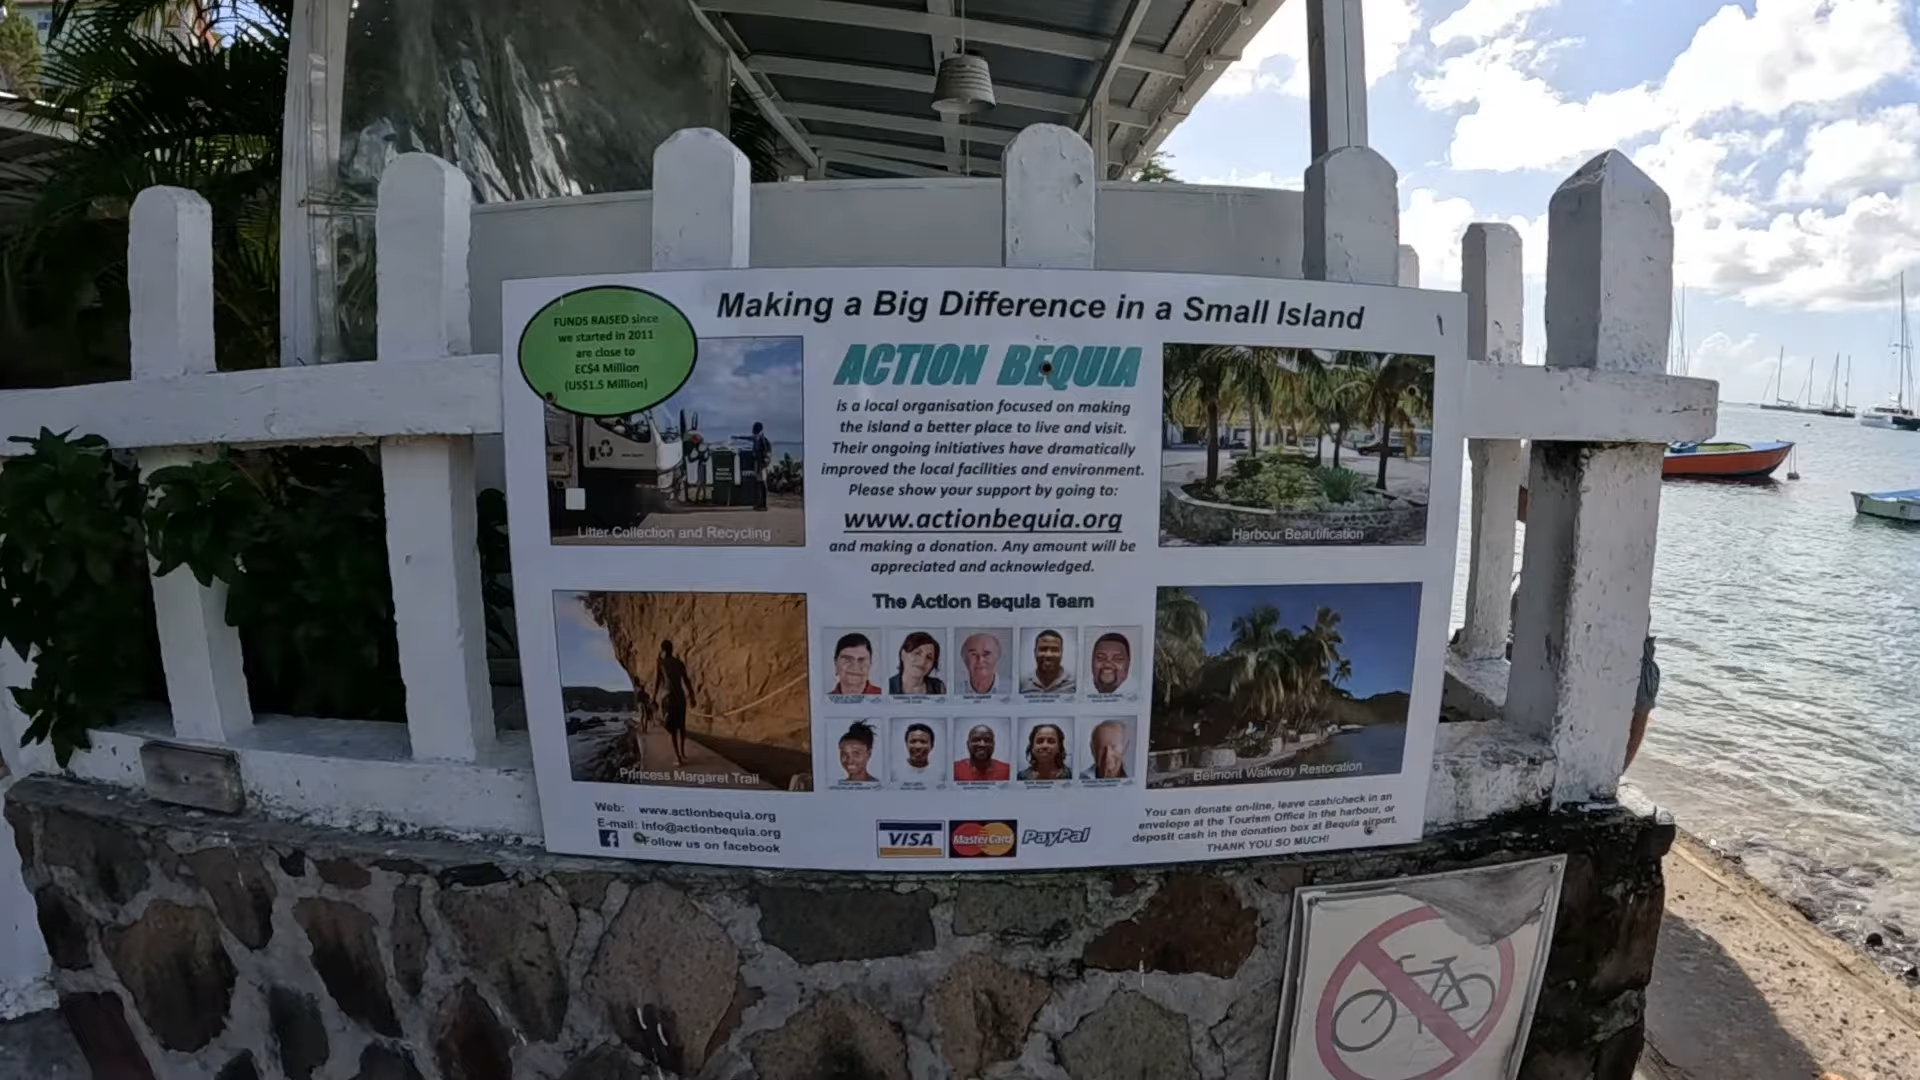 Making a Big Difference in a Small Island
FUNDS RAISED since
we started in 2011
are close to
EC$4 Million
(US$1.5 Million)
ACTION BEQUIA
is a local organisation focused on making
the island a better place to live and visit.
Their ongoing initiatives have dramatically
improved the local facilities and environment.
Please show your support by going to:
www.actionbequia.org
and making a donation. Any amount will be
appreciated and acknowledged.
Litter Collection and Recycling
Harbour Beautification
The Action Bequia Team
Princess Margaret Trail
Belmont Walkway Restoration
Web: www.actionbequia.org
E-mail: info@actionbequia.org
Follow us on facebook
VISA
MasterCard
PayPal
You can donate on-line, leave cash/check in an
envelope at the Tourism Office in the harbour, or
deposit cash in the donation box at Bequia airport.
THANK YOU SO MUCH!